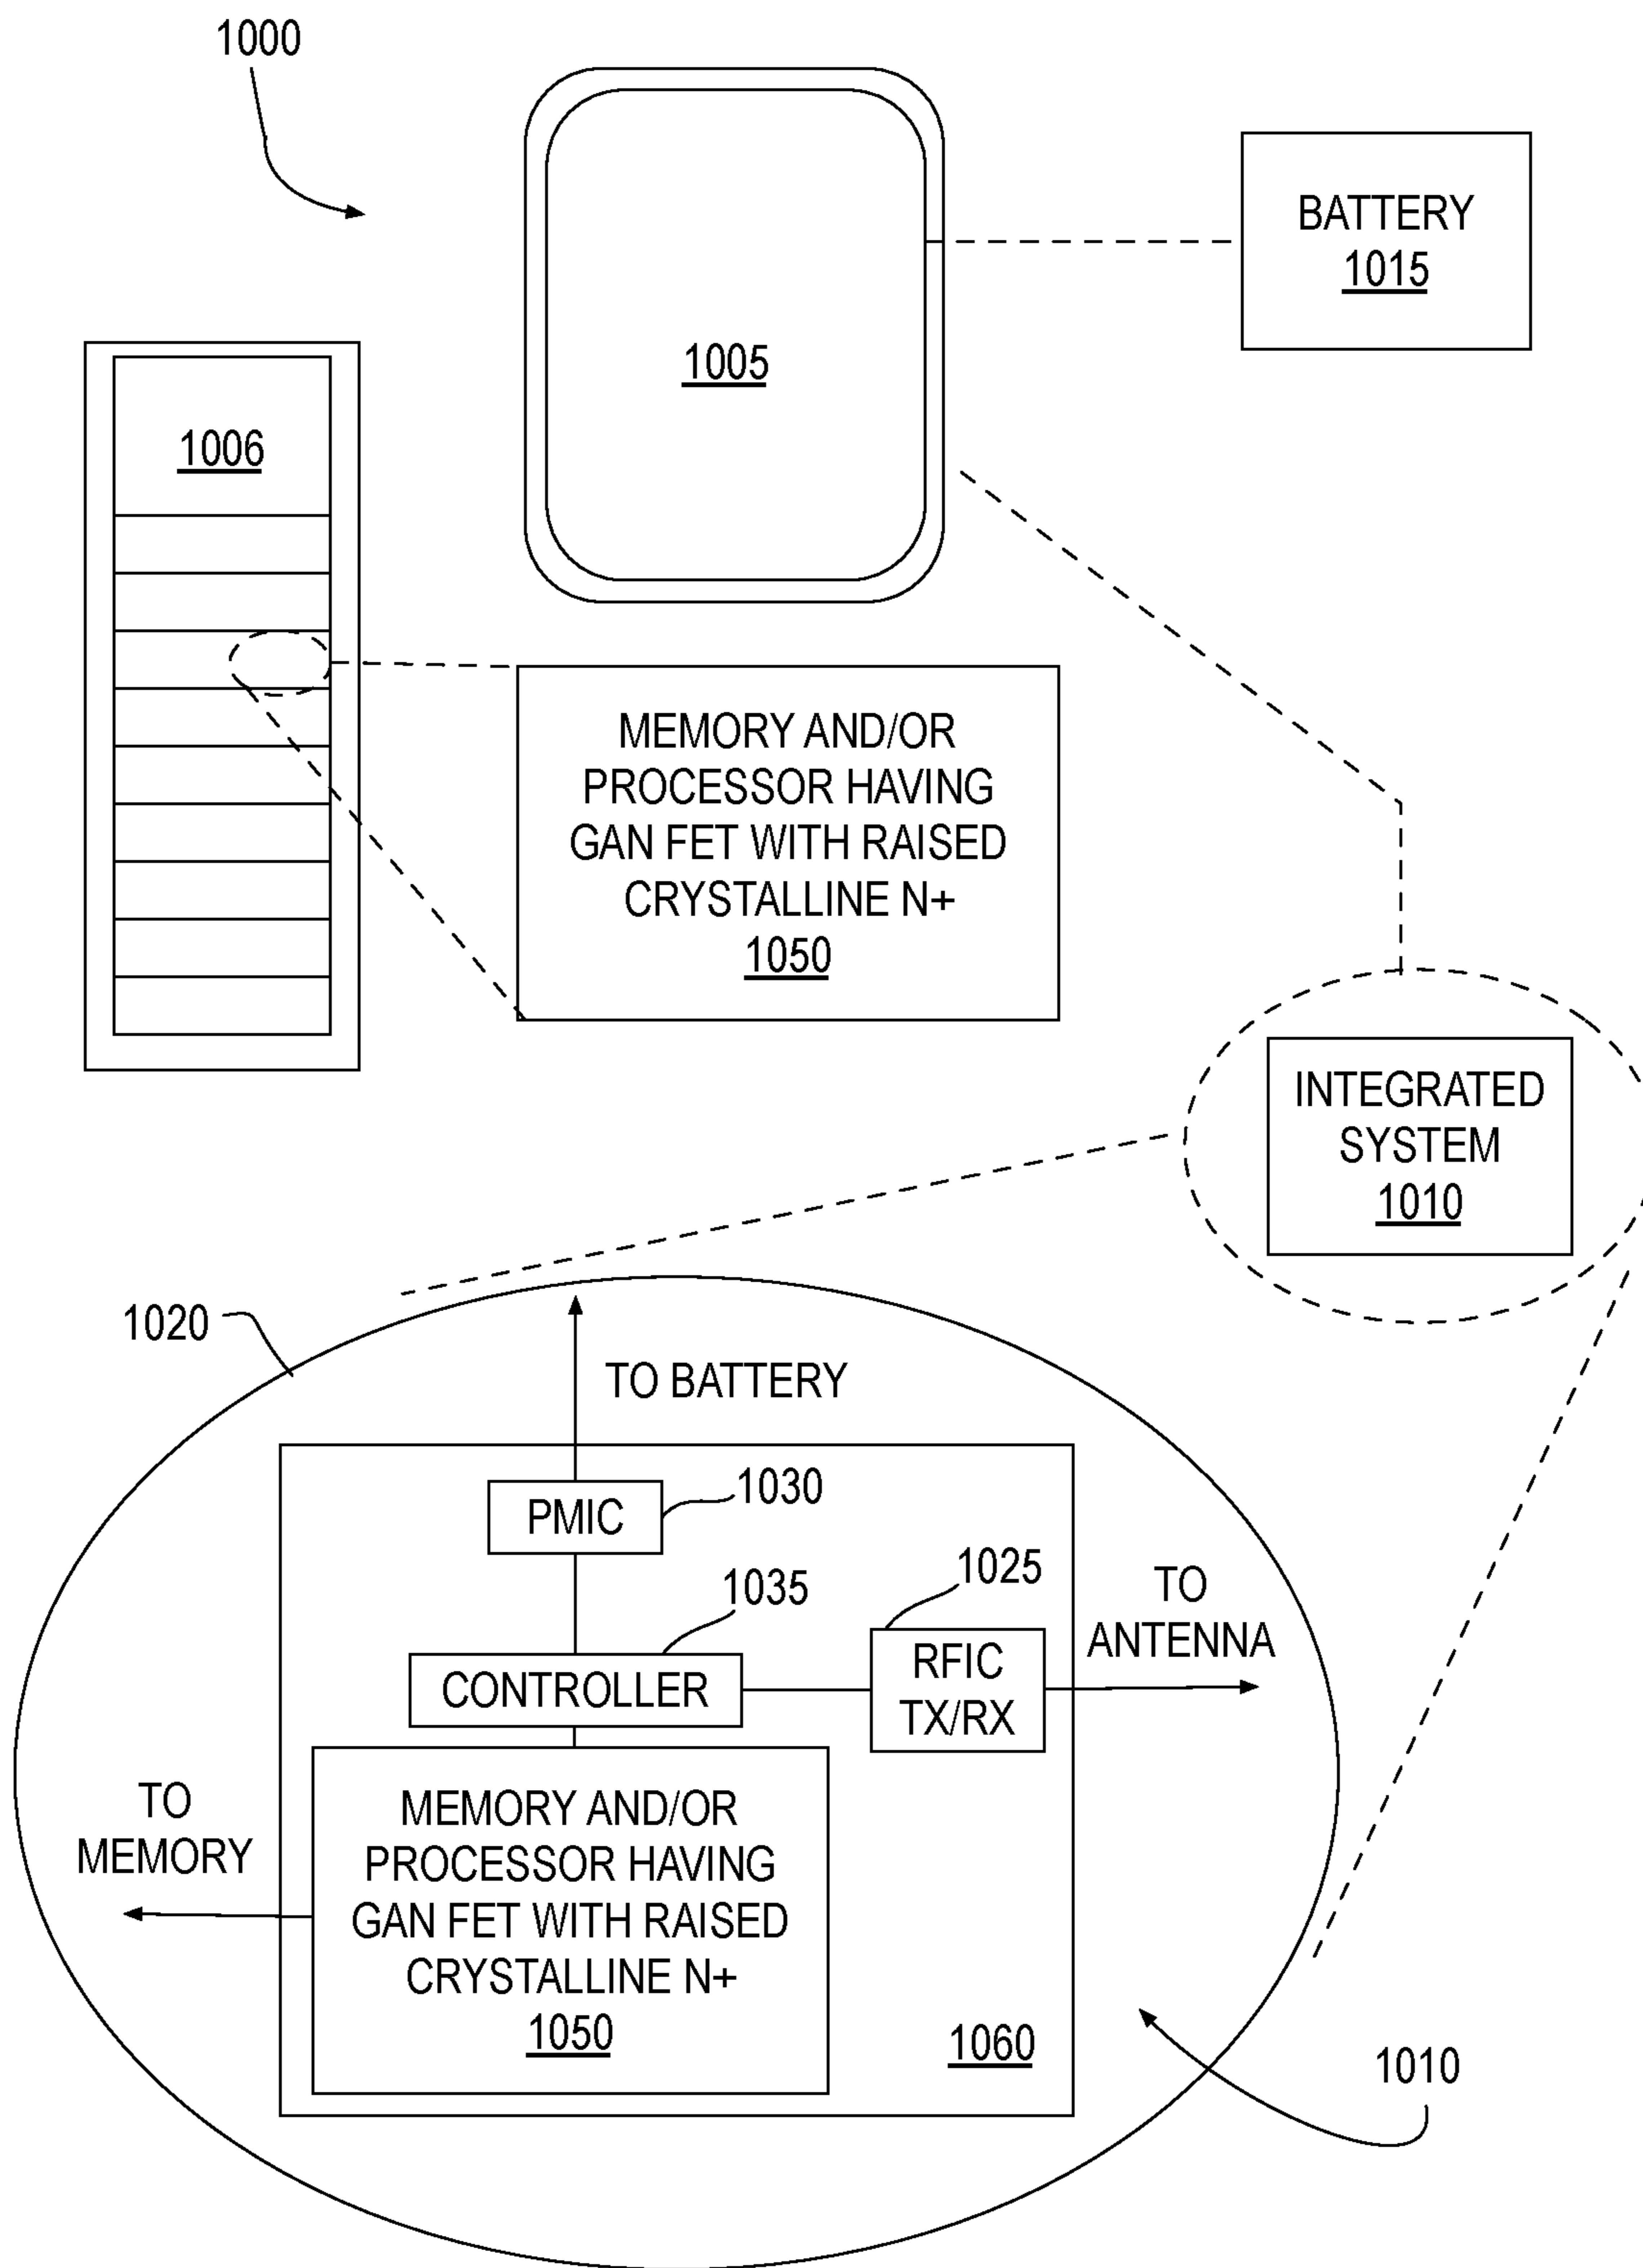 1000
BATTERY
1015
1005
1006
MEMORY AND/OR
PROCESSOR HAVING
GAN FET WITH RAISED
CRYSTALLINE N+
1050
INTEGRATED
SYSTEM
1010
1020
TO BATTERY
1030
PMIC
1025
1035
TO
ANTENNA
RFIC
TX/RX
CONTROLLER
TO
MEMORY
MEMORY AND/OR
PROCESSOR HAVING
GAN FET WITH RAISED
CRYSTALLINE N+
1050
1060
1010